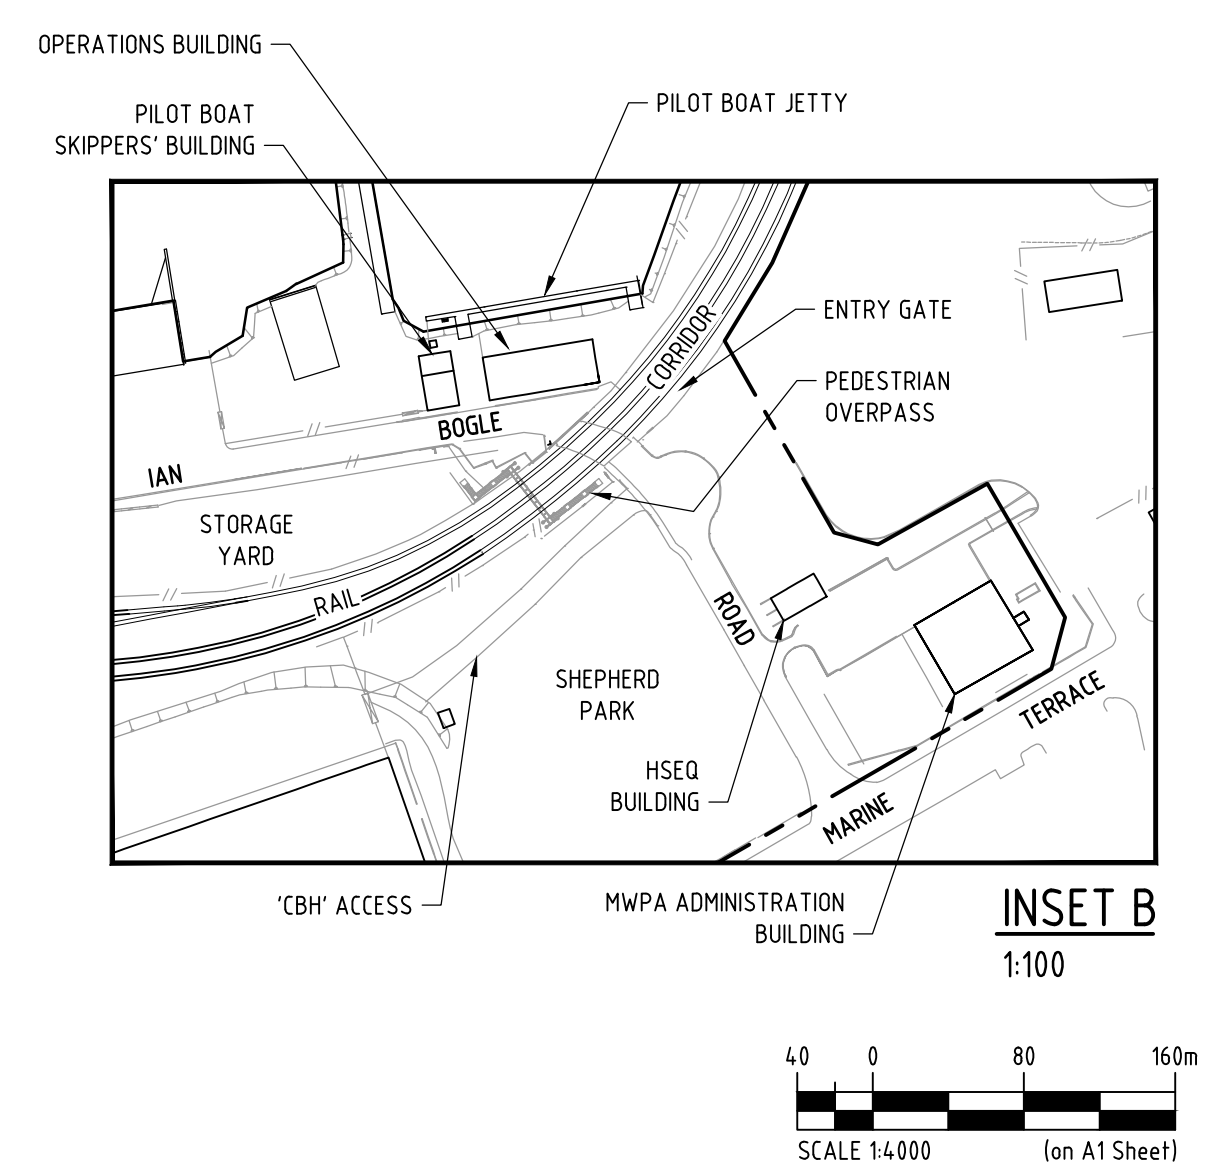 OPERATIONS BUILDING
PILOT BOAT
SKIPPERS' BUILDING
PILOT BOAT JETTY
ENTRY GATE
CORRIDOR
PEDESTRIAN
OVERPASS
BOGLE
IAN
STORAGE
YARD
RAIL
ROAD
SHEPHERD
PARK
TERRACE
HSEQ
BUILDING
MARINE
'CBH' ACCESS
MWPA ADMINISTRATION
BUILDING
INSET B
1:100
40 0 80 160m
SCALE 1:4000 (on A1 Sheet)